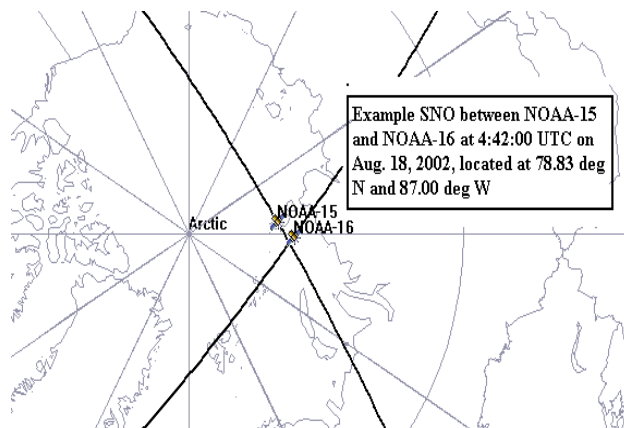 Example SNO between NOAA-15
and NOAA-16 at 4:42:00 UTC on
Aug. 18, 2002, located at 78.83 deg
N and 87.00 deg W
NOAA-15
Arctic
NOAA-16